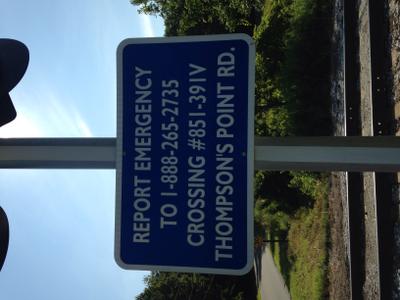 REPORT EMERGENCY
TO 1-888-265-2735
CROSSING #851-391V
THOMPSON'S POINT RD.